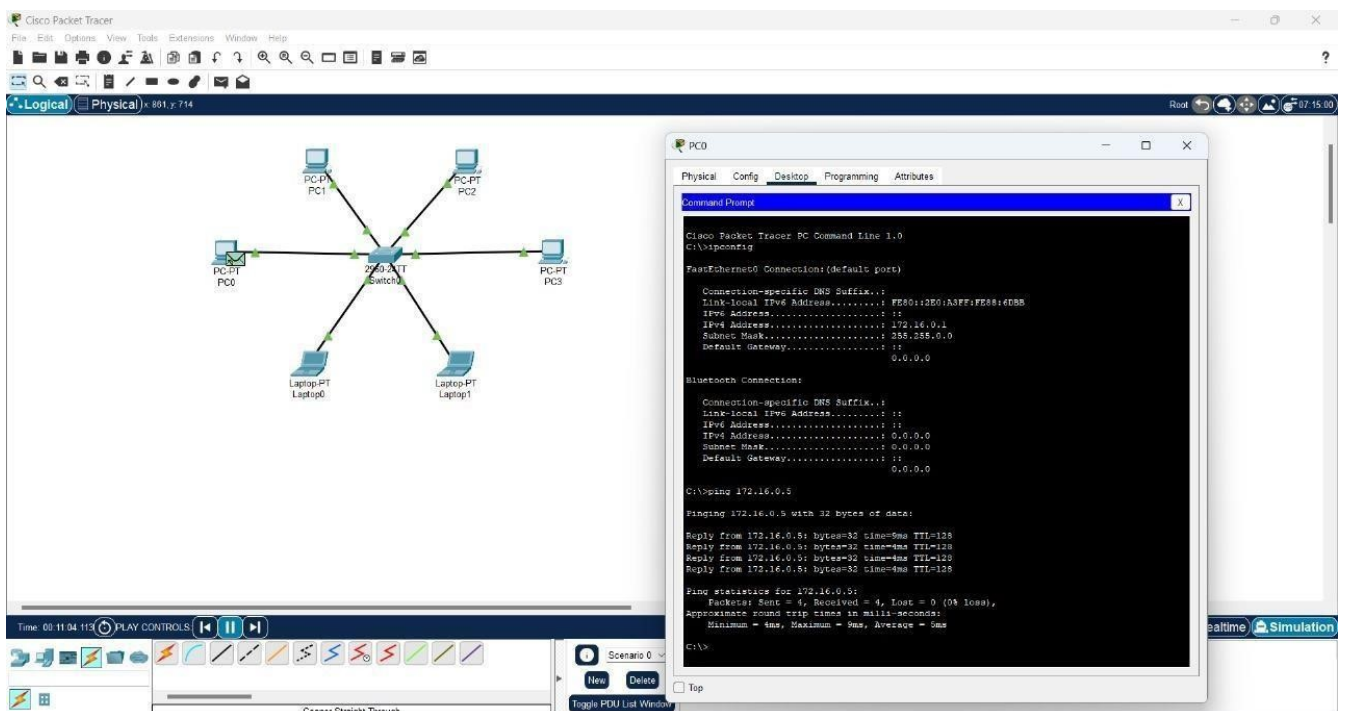 Cisco Packet Tracer
File Edit Options View Tools Extensions Window Help
?
Logical Physical x: 861, y: 714
Root 07:15:00
PC-PT
PC1
PC-PT
PC2
PC-PT
PC0
2950-24TT
Switch0
PC-PT
PC3
Laptop-PT
Laptop0
Laptop-PT
Laptop1
PC0
Physical Config Desktop Programming Attributes
Command Prompt X
Cisco Packet Tracer PC Command Line 1.0
C:\>ipconfig
FastEthernet0 Connection:(default port)
Connection-specific DNS Suffix..:
Link-local IPv6 Address.........: FE80::2E0:A3FF:FE88:6DBB
IPv6 Address....................: ::
IPv4 Address....................: 172.16.0.1
Subnet Mask.....................: 255.255.0.0
Default Gateway.................: ::
0.0.0.0
Bluetooth Connection:
Connection-specific DNS Suffix..:
Link-local IPv6 Address.........: ::
IPv6 Address....................: ::
IPv4 Address....................: 0.0.0.0
Subnet Mask.....................: 0.0.0.0
Default Gateway.................: ::
0.0.0.0
C:\>ping 172.16.0.5
Pinging 172.16.0.5 with 32 bytes of data:
Reply from 172.16.0.5: bytes=32 time=9ms TTL=128
Reply from 172.16.0.5: bytes=32 time=4ms TTL=128
Reply from 172.16.0.5: bytes=32 time=4ms TTL=128
Reply from 172.16.0.5: bytes=32 time=4ms TTL=128
Ping statistics for 172.16.0.5:
Packets: Sent = 4, Received = 4, Lost = 0 (0% loss),
Approximate round trip times in milli-seconds:
Minimum = 4ms, Maximum = 9ms, Average = 5ms
C:\>
Top
Time: 00:11:04.113 PLAY CONTROLS:
ealtime Simulation
Scenario 0
New Delete
Toggle PDU List Window
Copper Straight-Through